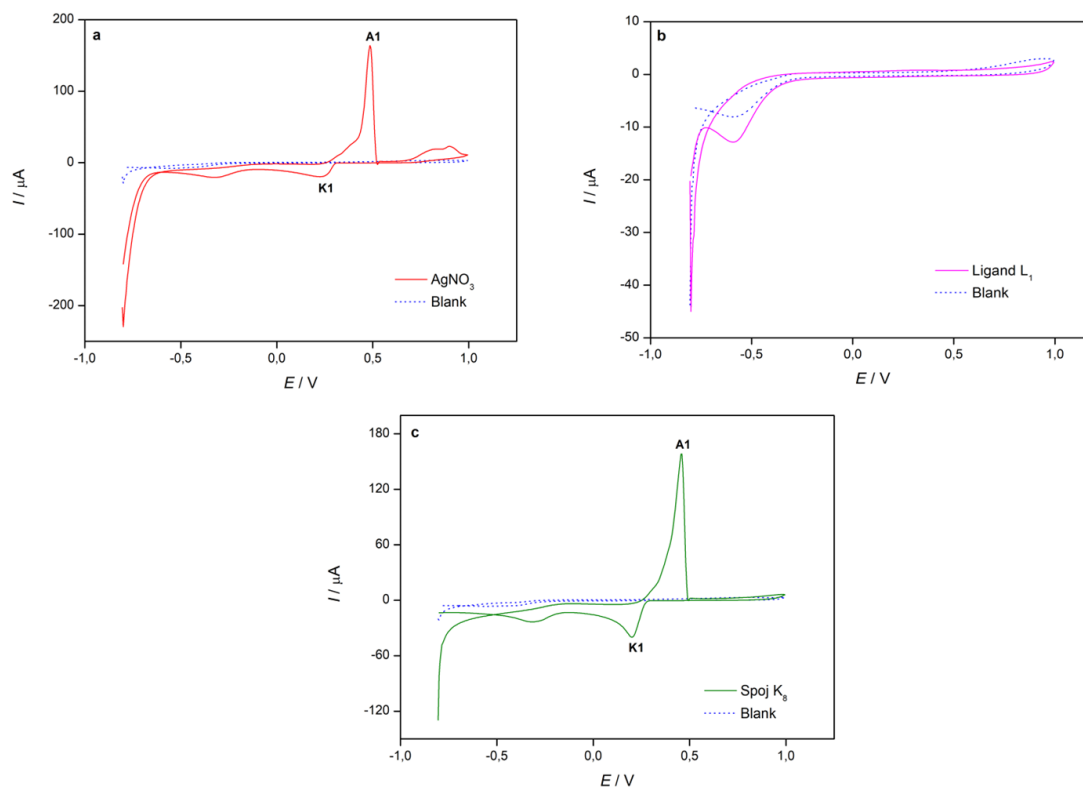 a
A1
K1
200
100
0
-100
-200
-1,0
-0,5
0,0
0,5
1,0
I / μA
E / V
AgNO₃
Blank
b
10
0
-10
-20
-30
-40
-50
-1,0
-0,5
0,0
0,5
1,0
I / μA
E / V
Ligand L₁
Blank
c
A1
K1
180
120
60
0
-60
-120
-1,0
-0,5
0,0
0,5
1,0
I / μA
E / V
Spoj K₈
Blank